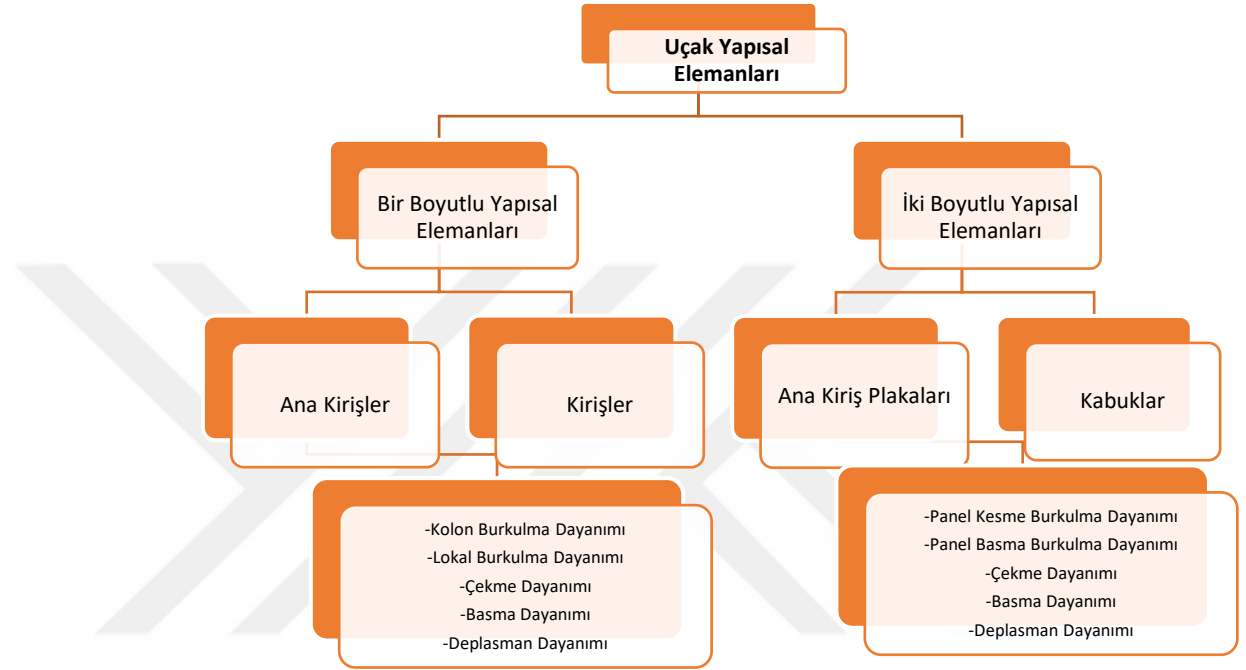 Uçak Yapısal
Elemanları
Bir Boyutlu Yapısal
Elemanları
İki Boyutlu Yapısal
Elemanları
Ana Kirişler
Kirişler
Ana Kiriş Plakaları
Kabuklar
-Kolon Burkulma Dayanımı
-Lokal Burkulma Dayanımı
-Çekme Dayanımı
-Basma Dayanımı
-Deplasman Dayanımı
-Panel Kesme Burkulma Dayanımı
-Panel Basma Burkulma Dayanımı
-Çekme Dayanımı
-Basma Dayanımı
-Deplasman Dayanımı